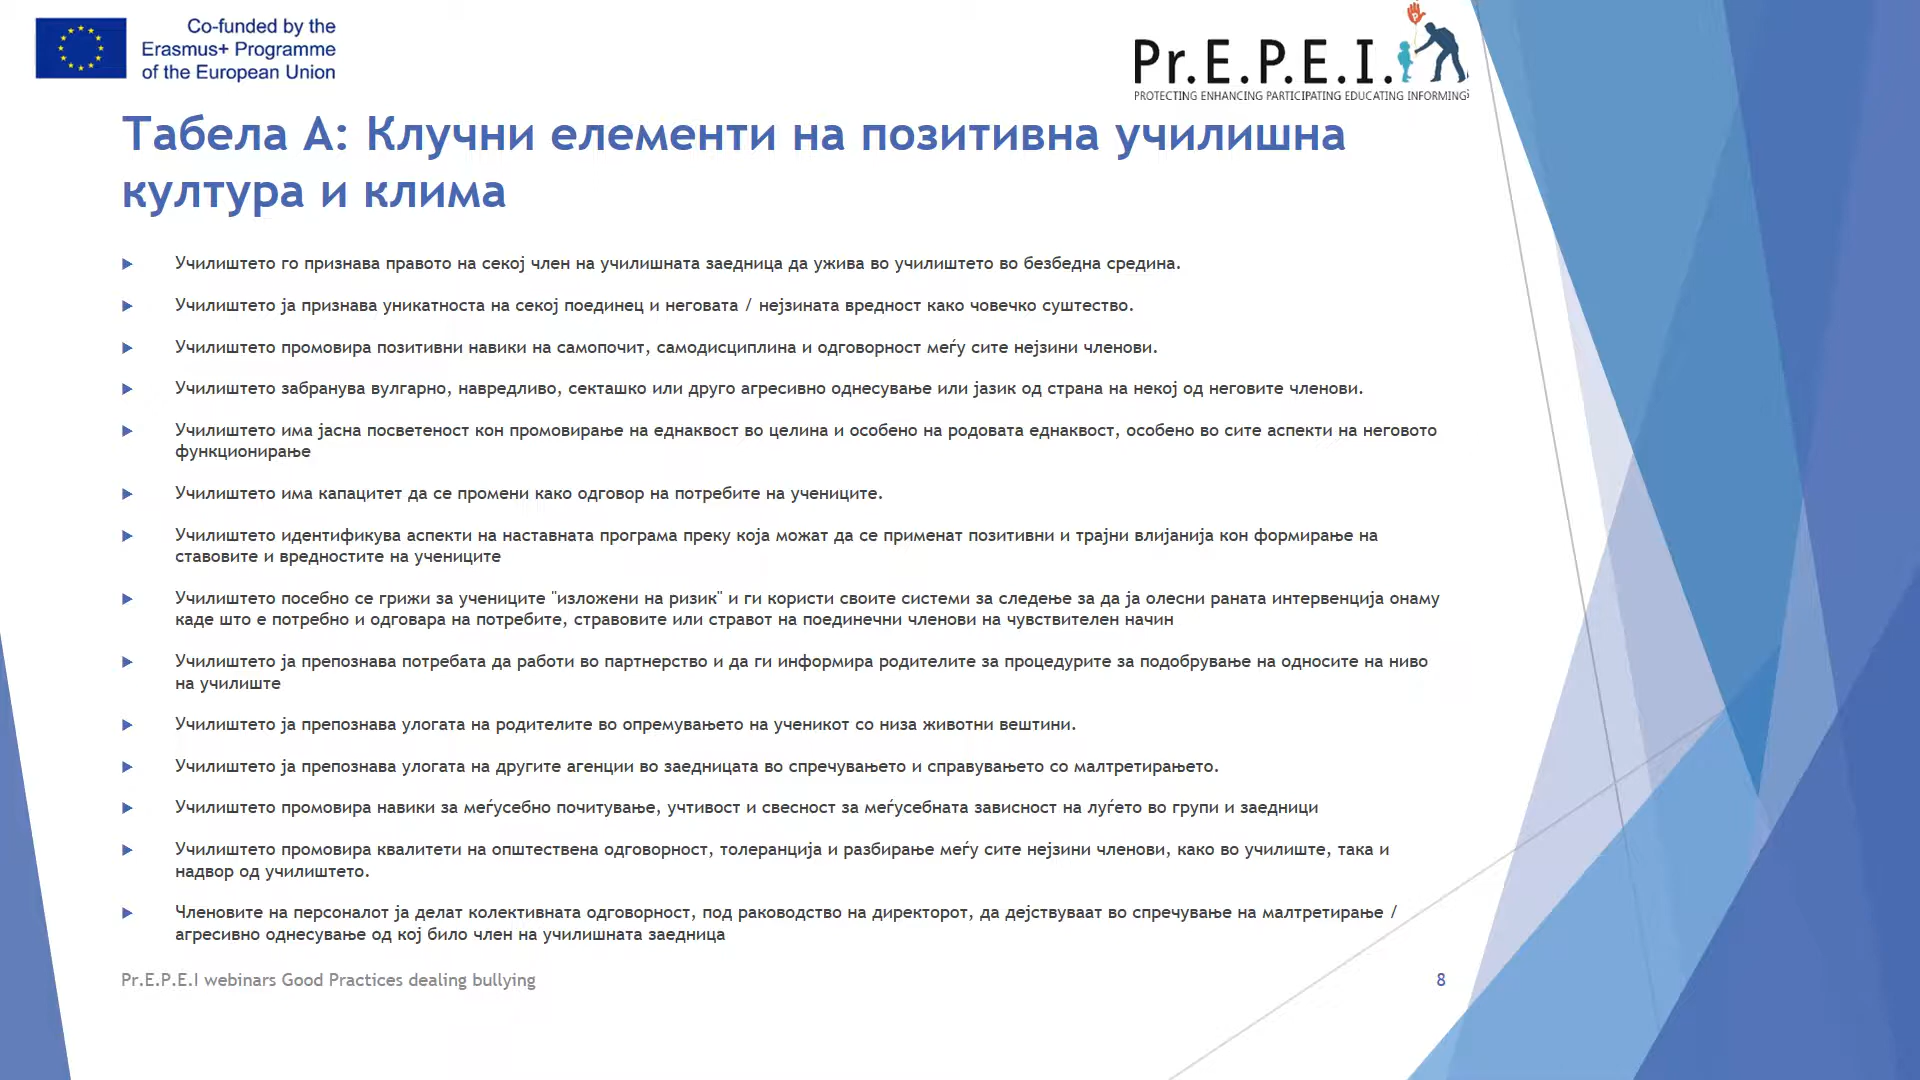 Co-funded by the
Erasmus+ Programme
of the European Union
Pr.E.P.E.I.
PROTECTING ENHANCING PARTICIPATING EDUCATING INFORMING
Табела А: Клучни елементи на позитивна училишна
култура и клима
Училиштето го признава правото на секој член на училишната заедница да ужива во училиштето во безбедна средина.
Училиштето ја признава уникатноста на секој поединец и неговата / нејзината вредност како човечко суштество.
Училиштето промовира позитивни навики на самопочит, самодисциплина и одговорност меѓу сите нејзини членови.
Училиштето забранува вулгарно, навредливо, секташко или друго агресивно однесување или јазик од страна на некој од неговите членови.
Училиштето има јасна посветеност кон промовирање на еднаквост во целина и особено на родовата еднаквост, особено во сите аспекти на неговото
функционирање
Училиштето има капацитет да се промени како одговор на потребите на учениците.
Училиштето идентификува аспекти на наставната програма преку која можат да се применат позитивни и трајни влијанија кон формирање на
ставовите и вредностите на учениците
Училиштето посебно се грижи за учениците "изложени на ризик" и ги користи своите системи за следење за да ја олесни раната интервенција онаму
каде што е потребно и одговара на потребите, стравовите или стравот на поединечни членови на чувствителен начин
Училиштето ја препознава потребата да работи во партнерство и да ги информира родителите за процедурите за подобрување на односите на ниво
на училиште
Училиштето ја препознава улогата на родителите во опремувањето на ученикот со низа животни вештини.
Училиштето ја препознава улогата на другите агенции во заедницата во спречувањето и справувањето со малтретирањето.
Училиштето промовира навики за меѓусебно почитување, учтивост и свесност за меѓусебната зависност на луѓето во групи и заедници
Училиштето промовира квалитети на општествена одговорност, толеранција и разбирање меѓу сите нејзини членови, како во училиште, така и
надвор од училиштето.
Членовите на персоналот ја делат колективната одговорност, под раководство на директорот, да дејствуваат во спречување на малтретирање /
агресивно однесување од кој било член на училишната заедница
Pr.E.P.E.I webinars Good Practices dealing bullying
8